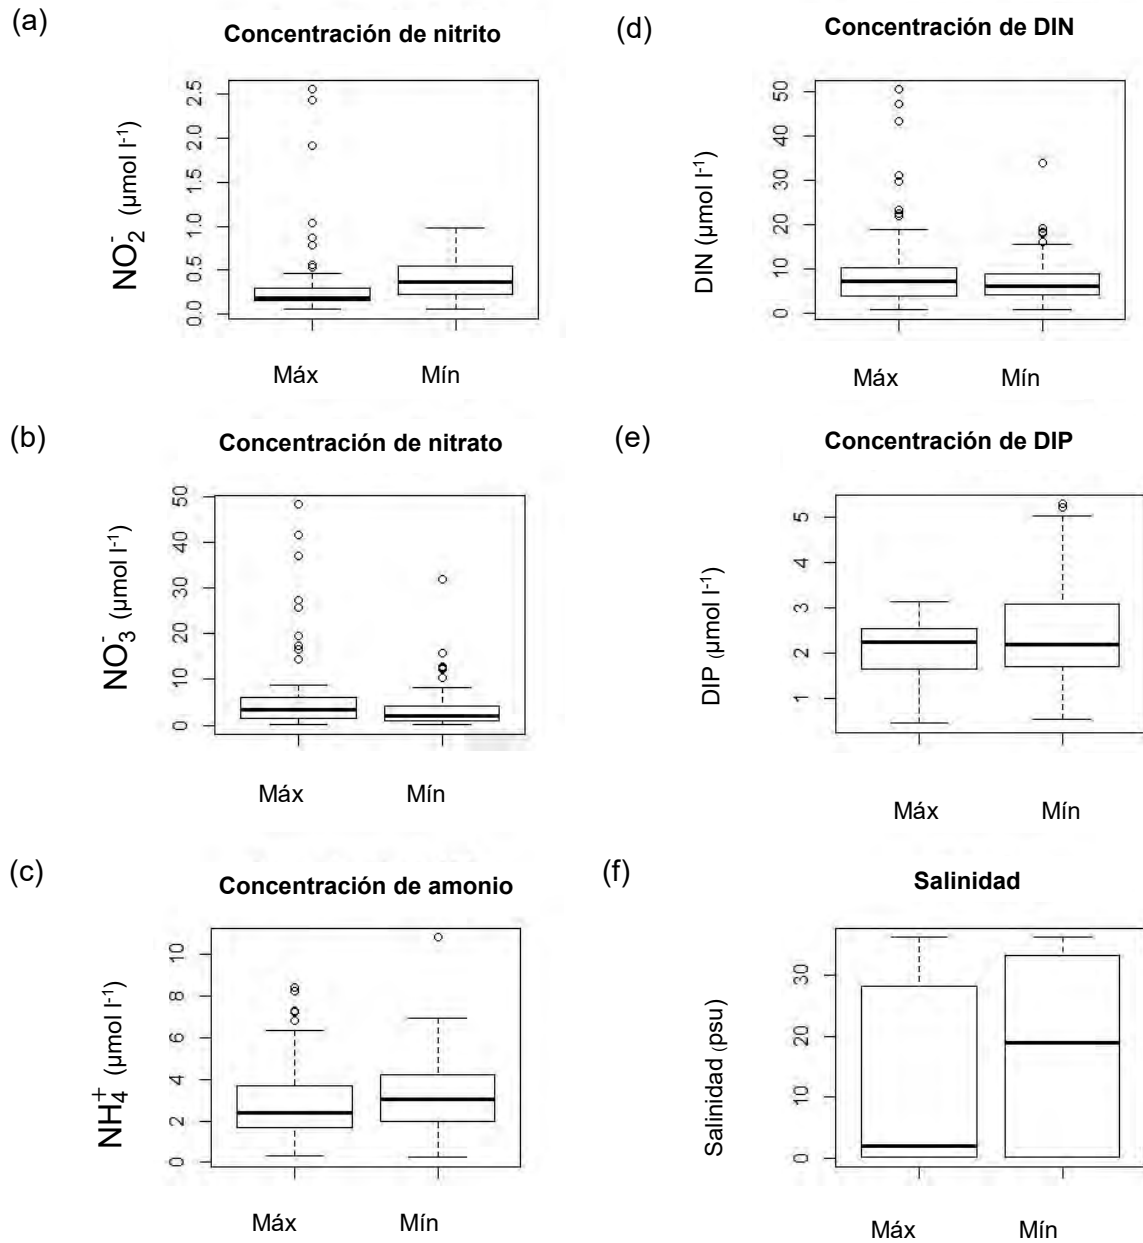 (a)
Concentración de nitrito
NO₂⁻ (µmol l⁻¹)
2.5
2.0
1.5
1.0
0.5
0.0
Máx Mín
(b)
Concentración de nitrato
NO₃⁻ (µmol l⁻¹)
50
40
30
20
10
0
Máx Mín
(c)
Concentración de amonio
NH₄⁺ (µmol l⁻¹)
10
8
6
4
2
0
Máx Mín
(d)
Concentración de DIN
DIN (µmol l⁻¹)
50
40
30
20
10
0
Máx Mín
(e)
Concentración de DIP
DIP (µmol l⁻¹)
5
4
3
2
1
Máx Mín
(f)
Salinidad
Salinidad (psu)
30
20
10
0
Máx Mín